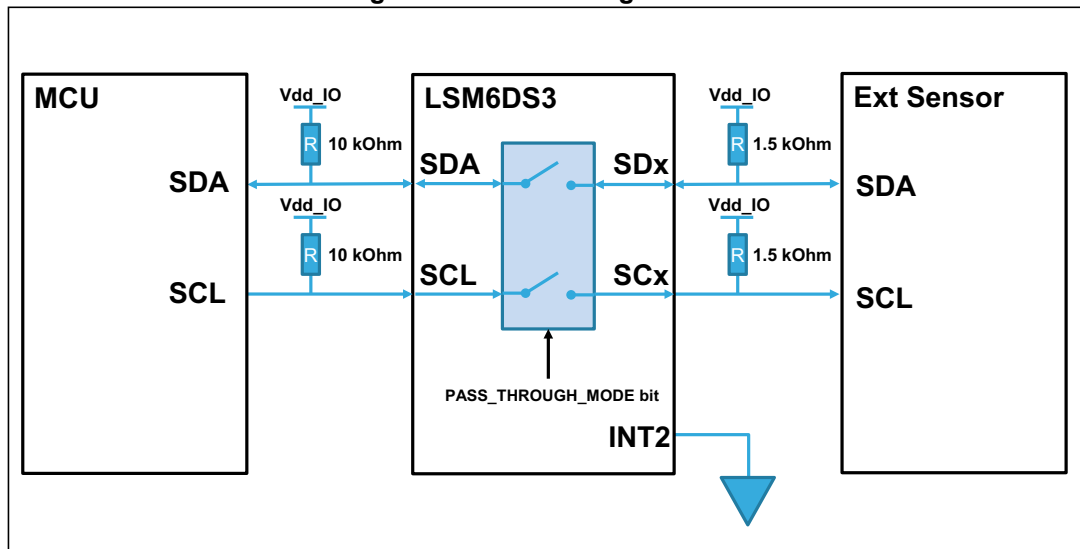 MCU
LSM6DS3
Ext Sensor
Vdd_IO
Vdd_IO
R 10 kOhm
R 1.5 kOhm
SDA
SDA
SDx
SDA
Vdd_IO
Vdd_IO
R 10 kOhm
R 1.5 kOhm
SCL
SCL
SCx
SCL
PASS_THROUGH_MODE bit
INT2